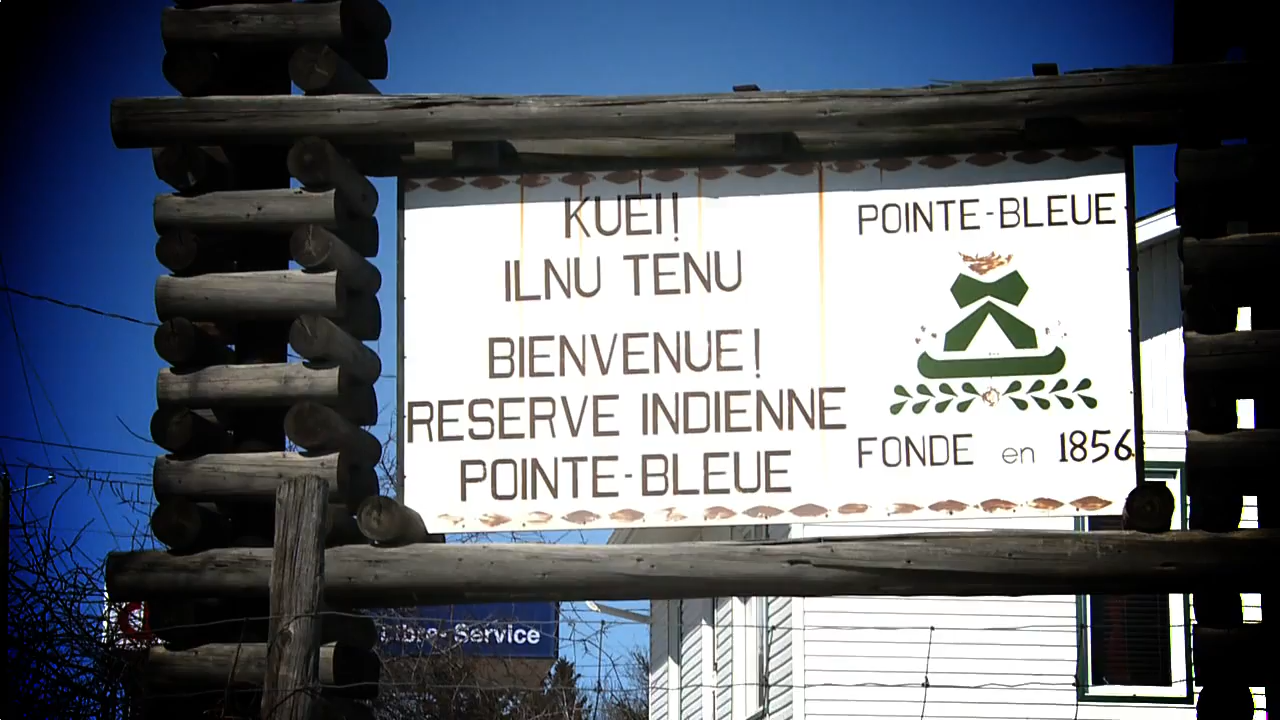 KUEI!
ILNU TENU
BIENVENUE!
RESERVE INDIENNE
POINTE-BLEUE
POINTE-BLEUE
FONDE en 1856
Libre-Service